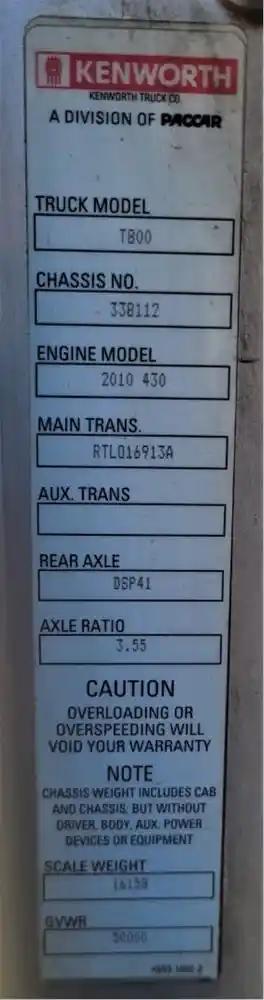 KENWORTH
KENWORTH TRUCK CO.
A DIVISION OF PACCAR
TRUCK MODEL
T800
CHASSIS NO.
338112
ENGINE MODEL
2010 430
MAIN TRANS.
RTLO16913A
AUX. TRANS
REAR AXLE
DSP41
AXLE RATIO
3.55
CAUTION
OVERLOADING OR
OVERSPEEDING WILL
VOID YOUR WARRANTY
NOTE
CHASSIS WEIGHT INCLUDES CAB
AND CHASSIS, BUT WITHOUT
DRIVER, BODY, AUX. POWER
DEVICES OR EQUIPMENT
SCALE WEIGHT
GVWR